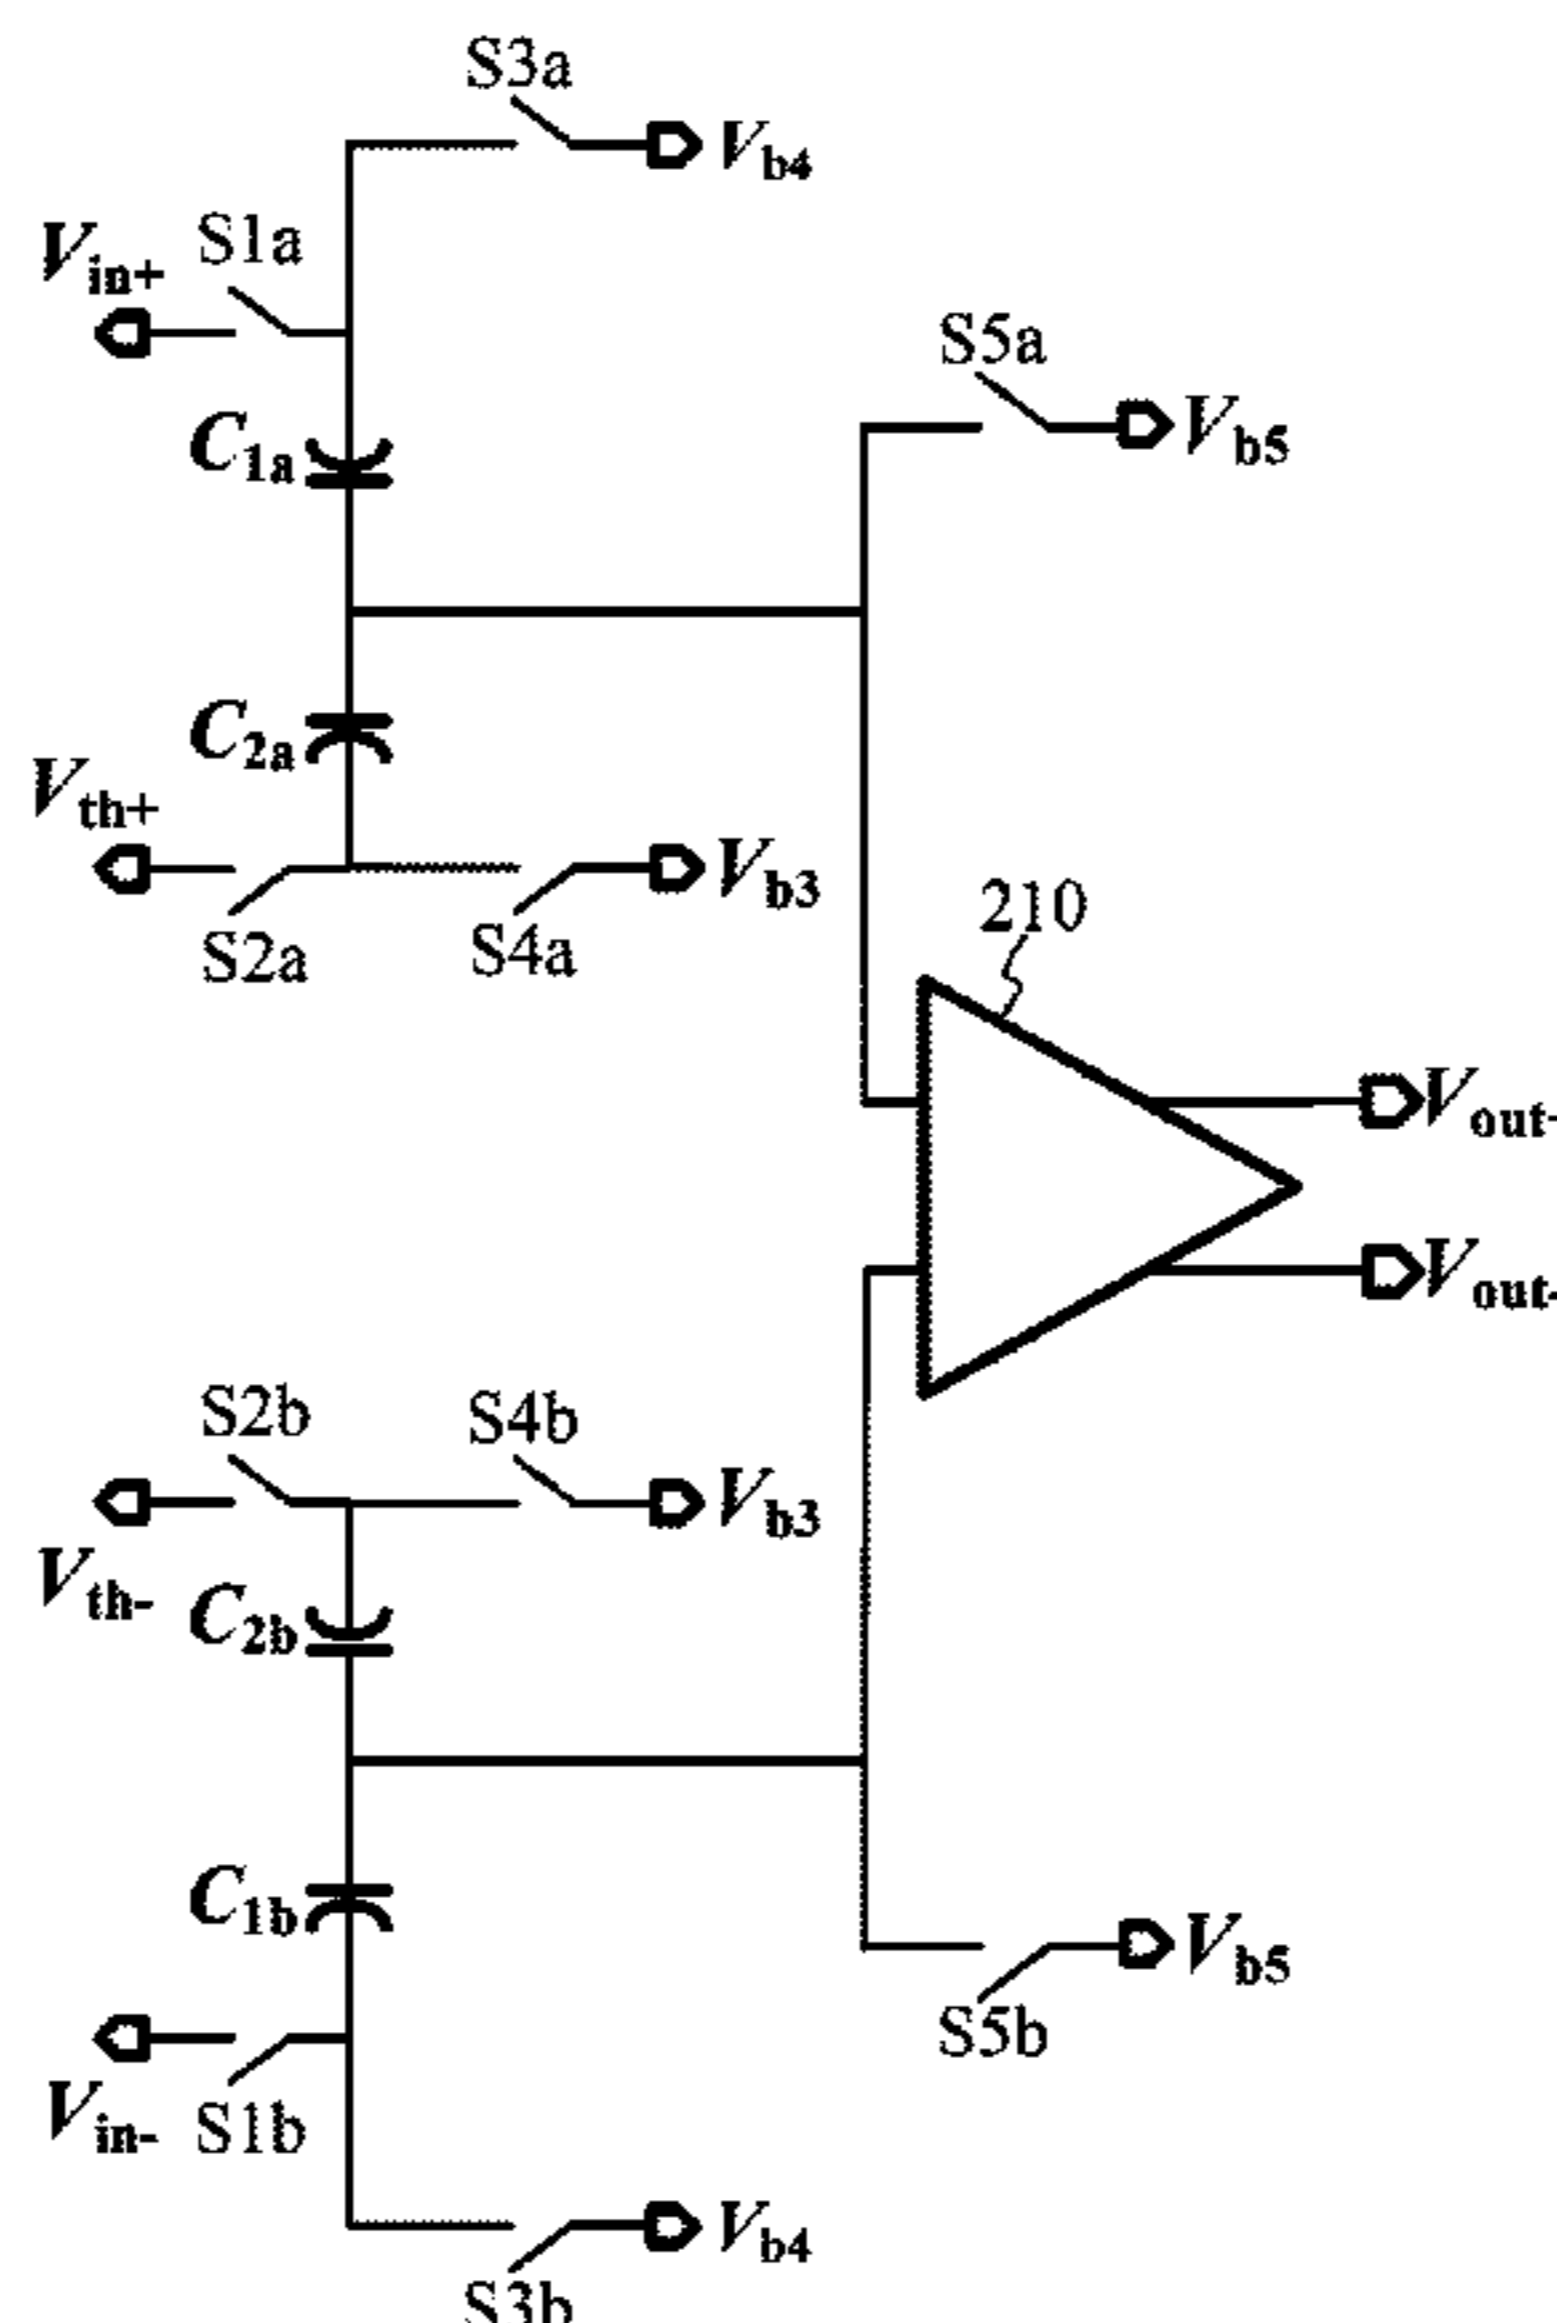 S3a
Vb4
Vin+
S1a
S5a
Vb5
C1a
C2a
Vth+
Vb3
S2a
S4a
210
Vout-
Vout-
S2b
S4b
Vb3
Vth-
C2b
C1b
Vb5
S5b
Vin-
S1b
Vb4
S3b